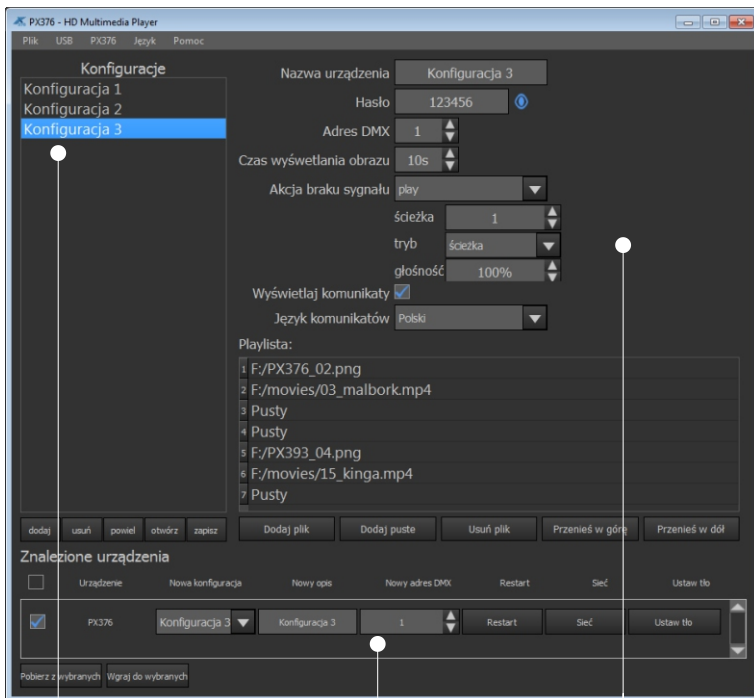 PX376 - HD Multimedia Player
Plik USB PX376 Język Pomoc
Konfiguracje
Konfiguracja 1
Konfiguracja 2
Konfiguracja 3
dodaj usuń powiel otwórz zapisz
Nazwa urządzenia Konfiguracja 3
Hasło 123456
Adres DMX 1
Czas wyświetlania obrazu 10s
Akcja braku sygnału play
ścieżka 1
tryb ścieżka
głośność 100%
Wyświetlaj komunikaty
Język komunikatów Polski
Playlista:
1 F:/PX376_02.png
2 F:/movies/03_malbork.mp4
3 Pusty
4 Pusty
5 F:/PX393_04.png
6 F:/movies/15_kinga.mp4
7 Pusty
Dodaj plik Dodaj puste Usuń plik Przenieś w górę Przenieś w dół
Znalezione urządzenia
Urządzenie Nowa konfiguracja Nowy opis Nowy adres DMX Restart Sieć Ustaw tło
PX376 Konfiguracja 3 Konfiguracja 3 1 Restart Sieć Ustaw tło
Pobierz z wybranych Wgraj do wybranych